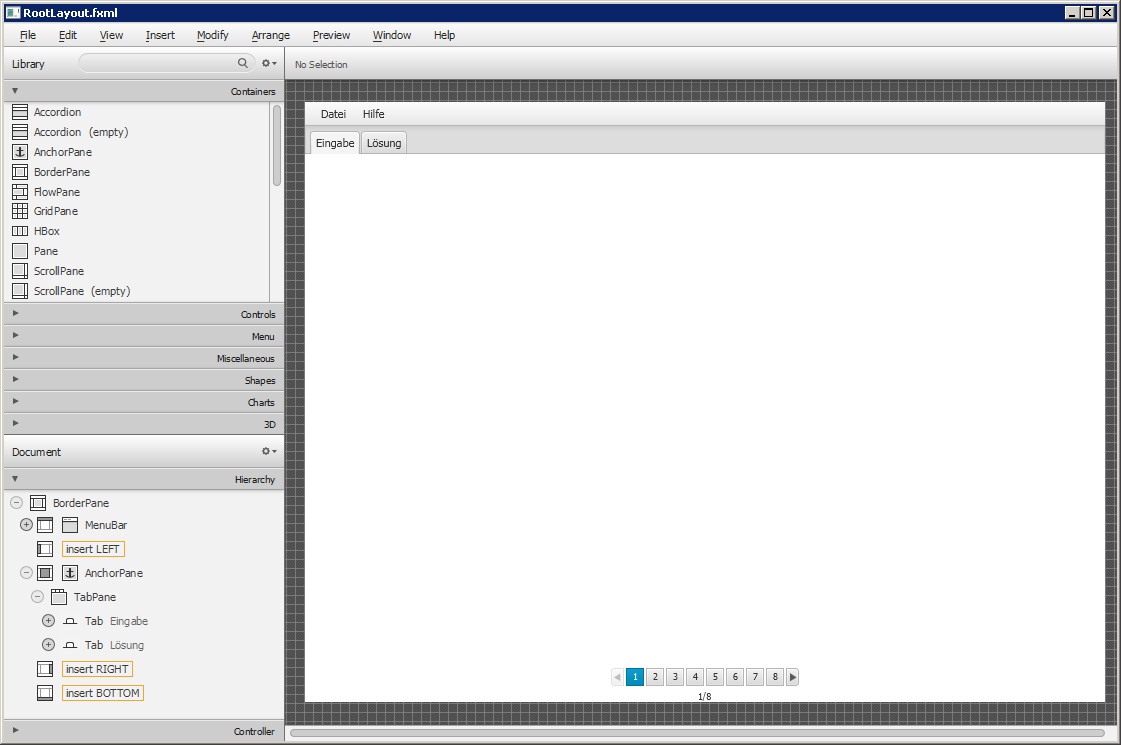 RootLayout.fxml
File Edit View Insert Modify Arrange Preview Window Help
Library
No Selection
Containers
Accordion
Accordion (empty)
AnchorPane
BorderPane
FlowPane
GridPane
HBox
Pane
ScrollPane
ScrollPane (empty)
Controls
Menu
Miscellaneous
Shapes
Charts
3D
Document
Hierarchy
BorderPane
MenuBar
insert LEFT
AnchorPane
TabPane
Tab Eingabe
Tab Lösung
insert RIGHT
insert BOTTOM
Controller
Datei Hilfe
Eingabe Lösung
1 2 3 4 5 6 7 8
1/8